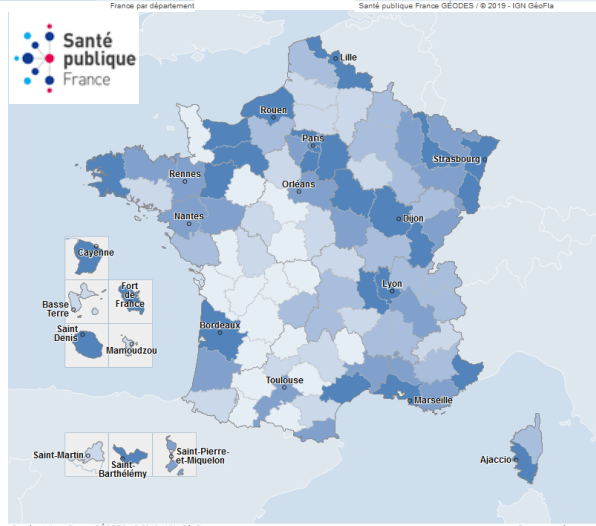 France par département
Santé publique France GÉODES / © 2019 - IGN GéoFla
Santé
publique
France
Lille
Rouen
Paris
Strasbourg
Rennes
Orléans
Nantes
Dijon
Cayenne
Lyon
Fort
de
France
Basse
Terre
Saint
Denis
Mamoudzou
Bordeaux
Toulouse
Marseille
Saint-Martin
Saint-
Barthélémy
Saint-Pierre-
et-Miquelon
Ajaccio